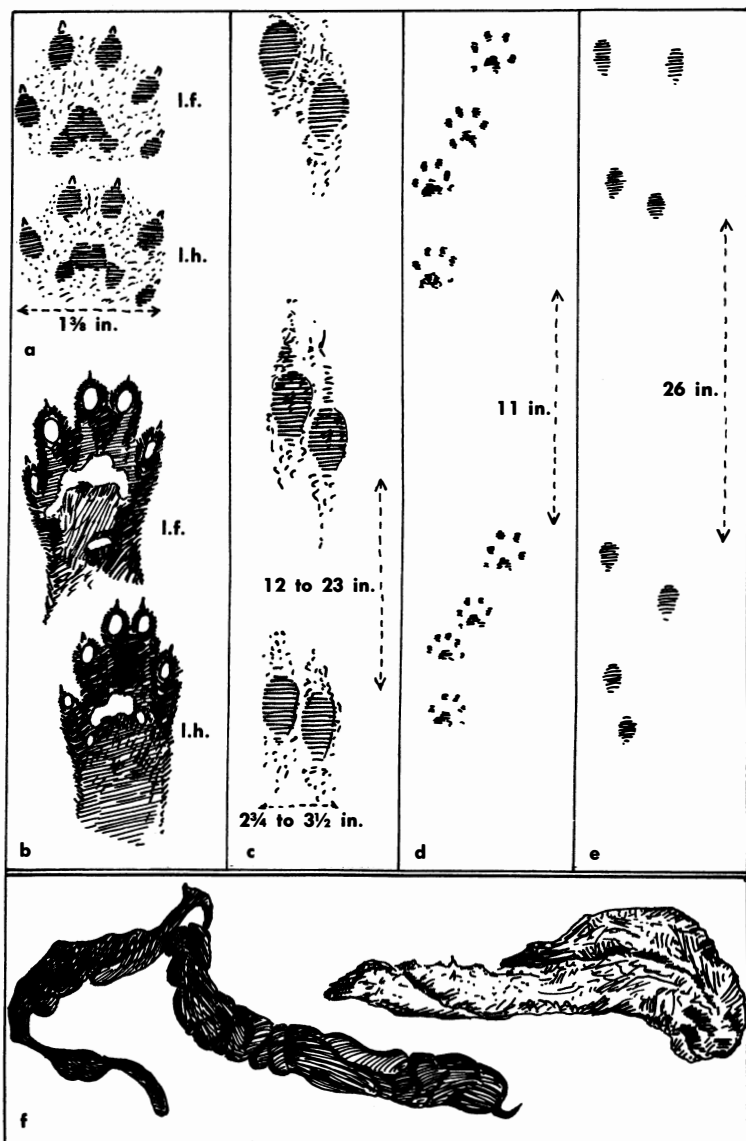 l.f.
l.h.
1⅜ in.
a
l.f.
l.h.
b
12 to 23 in.
2¾ to 3½ in.
c
11 in.
d
26 in.
e
f